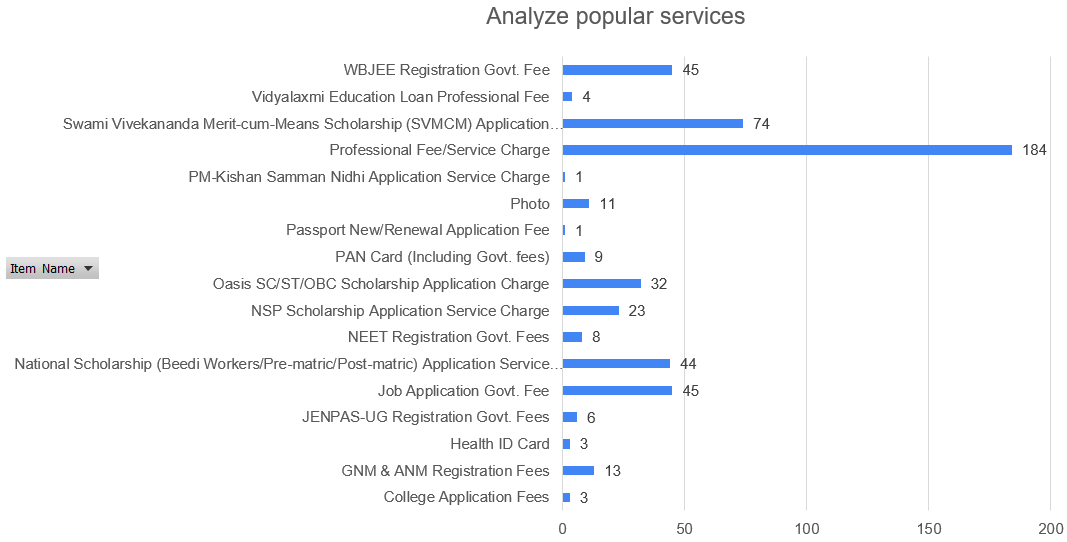 Analyze popular services
WBJEE Registration Govt. Fee 45
Vidyalaxmi Education Loan Professional Fee 4
Swami Vivekananda Merit-cum-Means Scholarship (SVMCM) Application… 74
Professional Fee/Service Charge 184
PM-Kishan Samman Nidhi Application Service Charge 1
Photo 11
Passport New/Renewal Application Fee 1
Item Name
PAN Card (Including Govt. fees) 9
Oasis SC/ST/OBC Scholarship Application Charge 32
NSP Scholarship Application Service Charge 23
NEET Registration Govt. Fees 8
National Scholarship (Beedi Workers/Pre-matric/Post-matric) Application Service… 44
Job Application Govt. Fee 45
JENPAS-UG Registration Govt. Fees 6
Health ID Card 3
GNM & ANM Registration Fees 13
College Application Fees 3
0 50 100 150 200